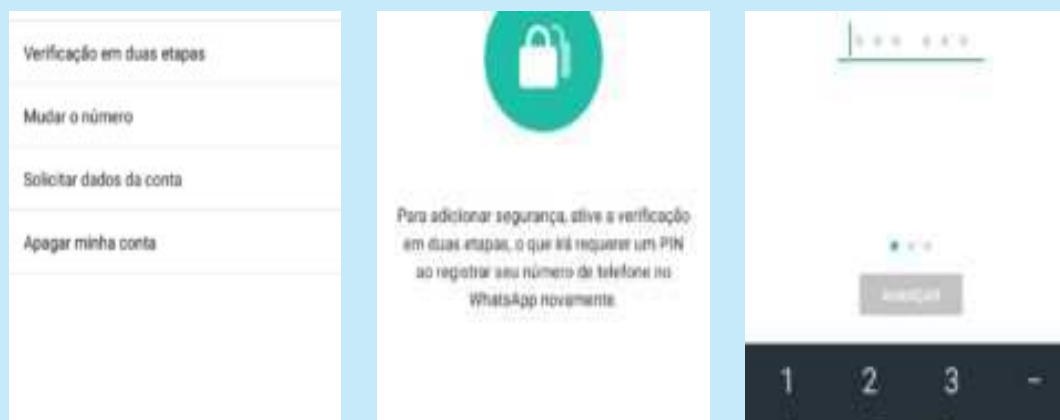 Verificação em duas etapas
Mudar o número
Solicitar dados da conta
Apagar minha conta
Para adicionar segurança, ative a verificação
em duas etapas, o que irá requerer um PIN
ao registrar seu número de telefone no
WhatsApp novamente.
*** ***
AVANÇAR
1 2 3 –